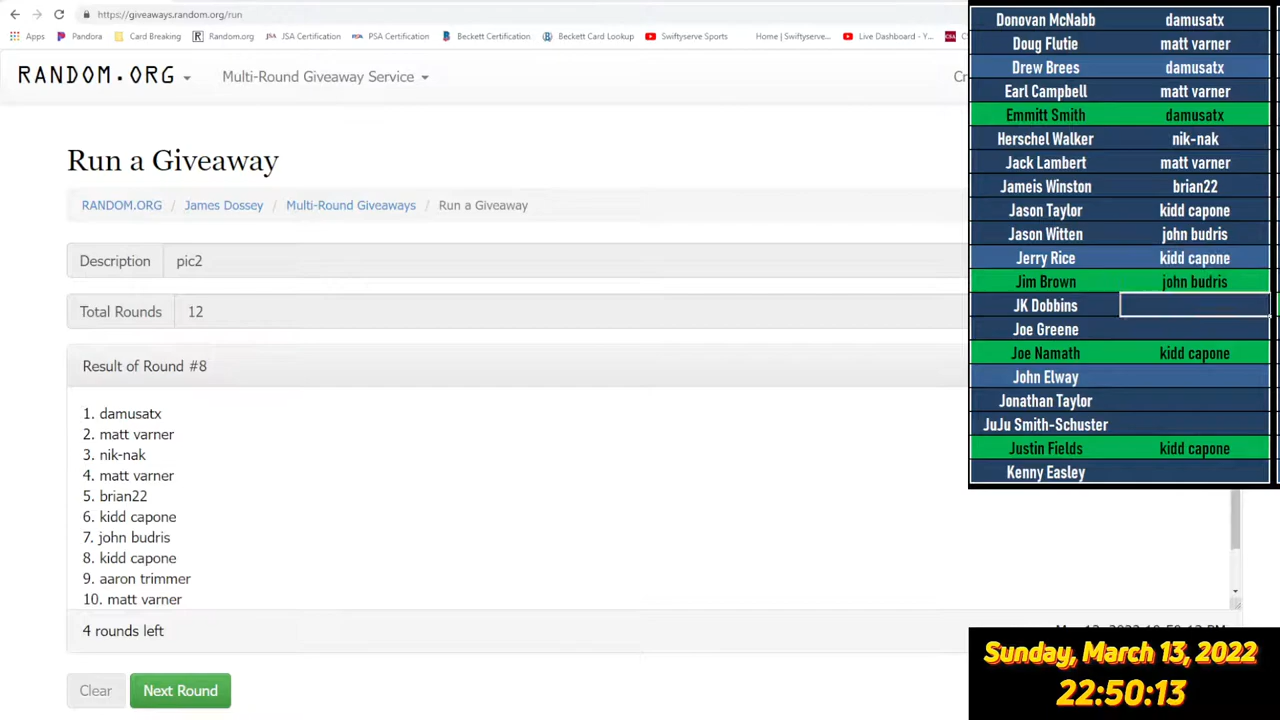 https://giveaways.random.org/run
Apps Pandora Card Breaking Random.org JSA Certification PSA Certification Beckett Certification Beckett Card Lookup Swiftyserve Sports Home | Swiftyserve... Live Dashboard - Yo...
RANDOM.ORG Multi-Round Giveaway Service
Run a Giveaway
RANDOM.ORG / James Dossey / Multi-Round Giveaways / Run a Giveaway
Description pic2
Total Rounds 12
Result of Round #8
1. damusatx
2. matt varner
3. nik-nak
4. matt varner
5. brian22
6. kidd capone
7. john budris
8. kidd capone
9. aaron trimmer
10. matt varner
4 rounds left
Clear Next Round
Donovan McNabb damusatx
Doug Flutie matt varner
Drew Brees damusatx
Earl Campbell matt varner
Emmitt Smith damusatx
Herschel Walker nik-nak
Jack Lambert matt varner
Jameis Winston brian22
Jason Taylor kidd capone
Jason Witten john budris
Jerry Rice kidd capone
Jim Brown john budris
JK Dobbins
Joe Greene
Joe Namath kidd capone
John Elway
Jonathan Taylor
JuJu Smith-Schuster
Justin Fields kidd capone
Kenny Easley
Sunday, March 13, 2022
22:50:13